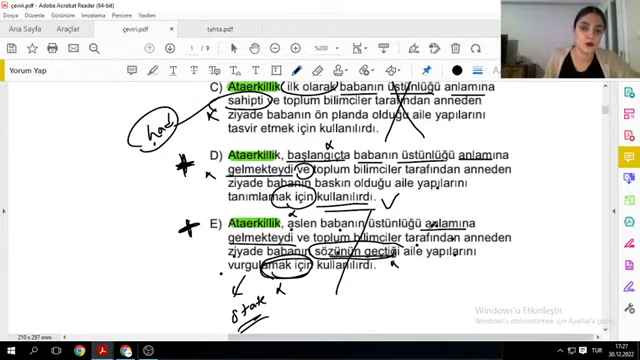 çeviri.pdf - Adobe Acrobat Reader (64-bit)
Dosya Düzenle Görünüm İmzala Pencere Yardım
Ana Sayfa Araçlar çeviri.pdf tahta.pdf
1 / 9 %200
Yorum Yap
C) Ataerkillik ilk olarak babanın üstünlüğü anlamına
sahipti ve toplum bilimciler tarafından anneden
ziyade babanın ön planda olduğu aile yapılarını
tasvir etmek için kullanılırdı.
had
D) Ataerkillik, başlangıçta babanın üstünlüğü anlamına
gelmekteydi ve toplum bilimciler tarafından anneden
ziyade babanın baskın olduğu aile yapılarını
tanımlamak için kullanılırdı.
E) Ataerkillik, aslen babanın üstünlüğü anlamına
gelmekteydi ve toplum bilimciler tarafından anneden
ziyade babanın sözünün geçtiği aile yapılarını
vurgulamak için kullanılırdı.
state
Windows'u Etkinleştir
Windows'u etkinleştirmek için Ayarlar'a gidin.
210 x 297 mm
TUR
17:27
30.12.2022